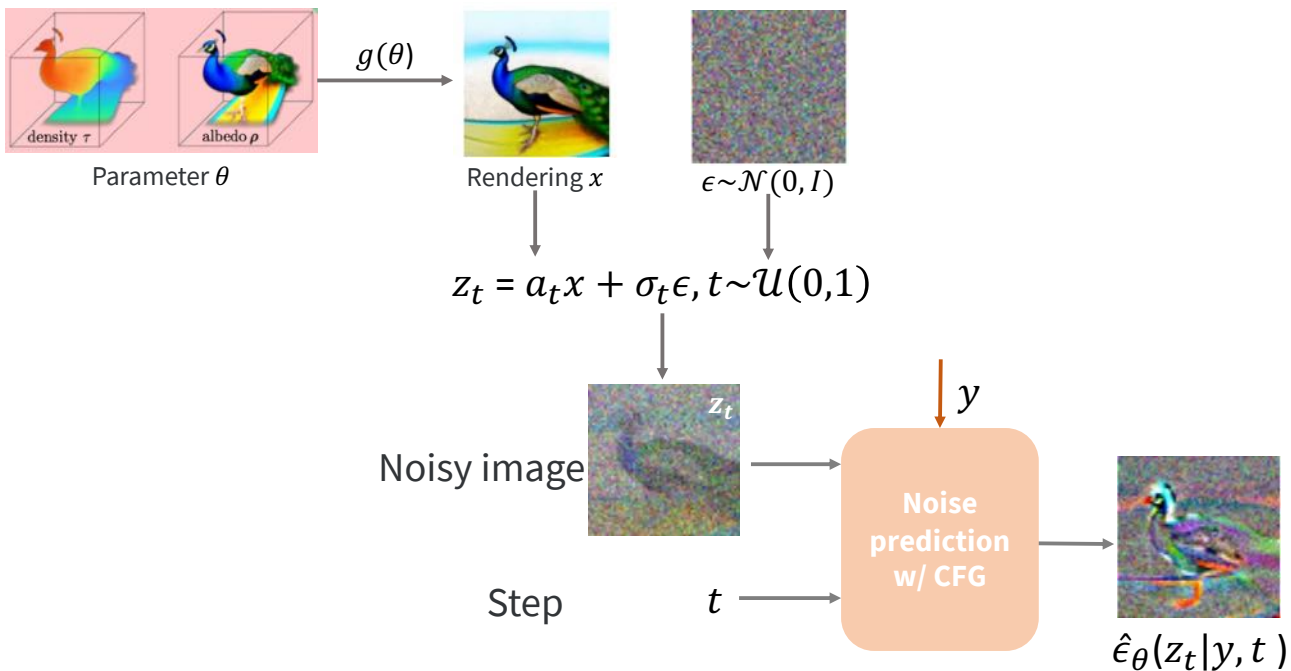 g(θ)
density τ
albedo ρ
Parameter θ
Rendering x
ϵ~𝒩(0, I)
z_t = a_t x + σ_t ϵ, t~𝒰(0,1)
z_t
y
Noisy image
Noise
prediction
w/ CFG
Step
t
ϵ̂_θ(z_t|y, t )